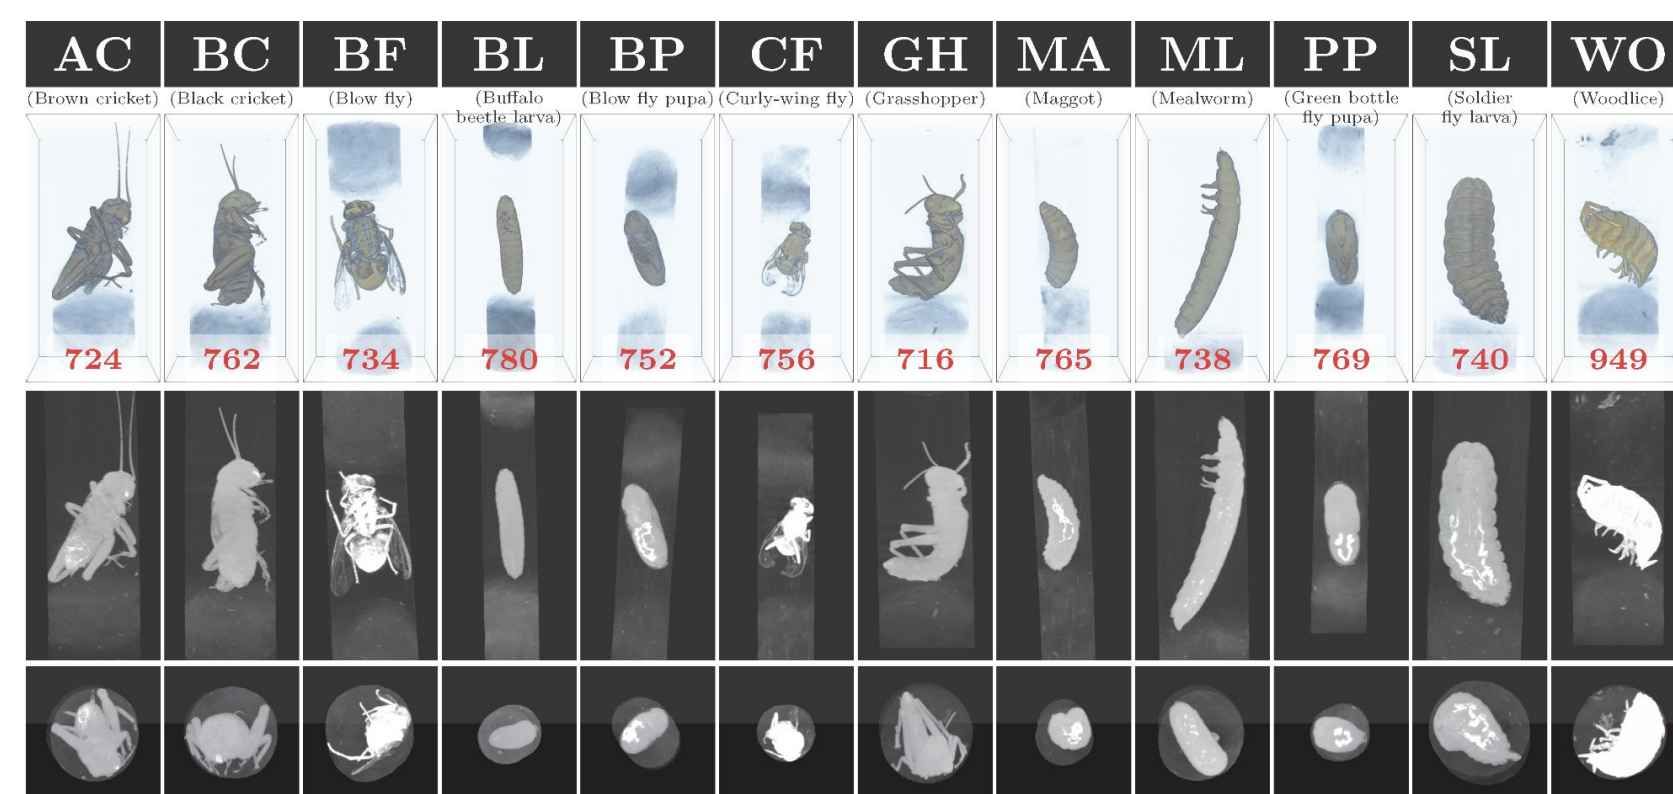 AC BC BF BL BP CF GH MA ML PP SL WO
(Brown cricket) (Black cricket) (Blow fly) (Buffalo (Blow fly pupa) (Curly-wing fly) (Grasshopper) (Maggot) (Mealworm) (Green bottle (Soldier (Woodlice)
beetle larva) fly pupa) fly larva)
724 762 734 780 752 756 716 765 738 769 740 949